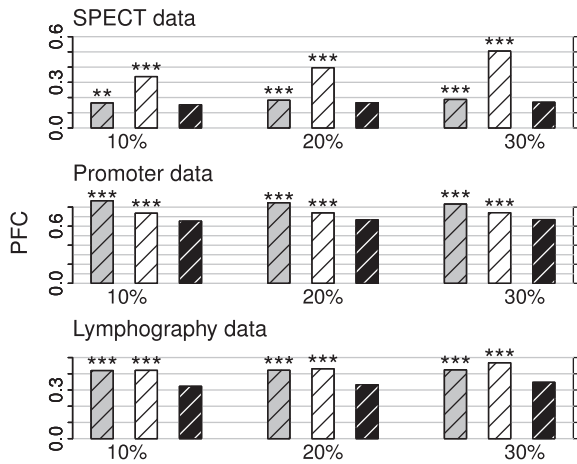 SPECT data
0.6
0.3
0.0
** *** *** *** *** ***
10% 20% 30%
Promoter data
PFC
0.6
0.0
*** *** *** *** *** ***
10% 20% 30%
Lymphography data
0.3
0.0
*** *** *** *** *** ***
10% 20% 30%